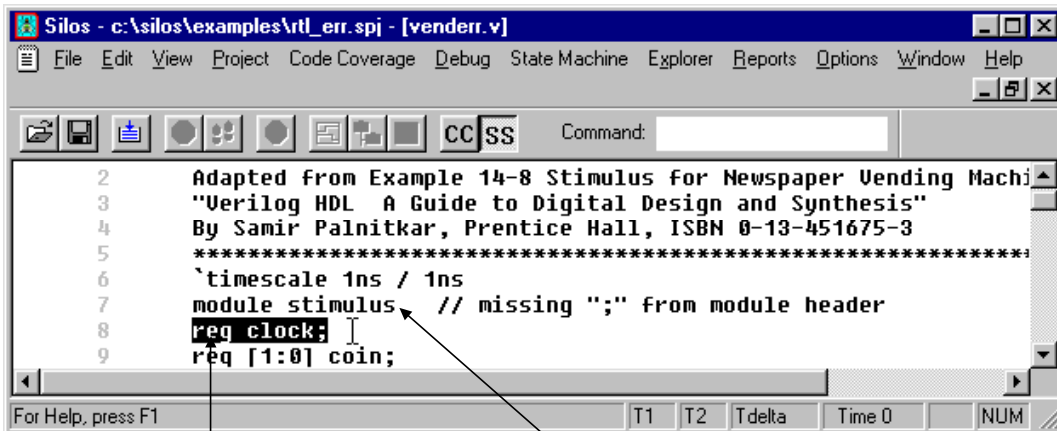 Silos - c:\silos\examples\rtl_err.spj - [venderr.v]
File Edit View Project Code Coverage Debug State Machine Explorer Reports Options Window Help
CC SS Command:
2 Adapted from Example 14-8 Stimulus for Newspaper Vending Machi
3 "Verilog HDL A Guide to Digital Design and Synthesis"
4 By Samir Palnitkar, Prentice Hall, ISBN 0-13-451675-3
5 *****************************************************************
6 `timescale 1ns / 1ns
7 module stimulus // missing ";" from module header
8 reg clock;
9 reg [1:0] coin;
For Help, press F1 T1 T2 Tdelta Time 0 NUM